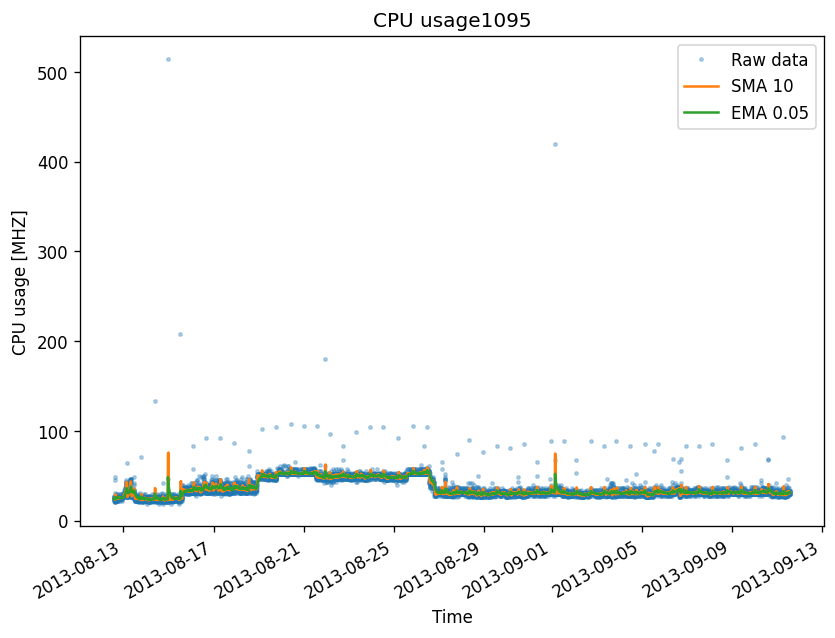 CPU usage1095
Raw data
SMA 10
EMA 0.05
CPU usage [MHZ]
500
400
300
200
100
0
2013-08-13
2013-08-17
2013-08-21
2013-08-25
2013-08-29
2013-09-01
2013-09-05
2013-09-09
2013-09-13
Time